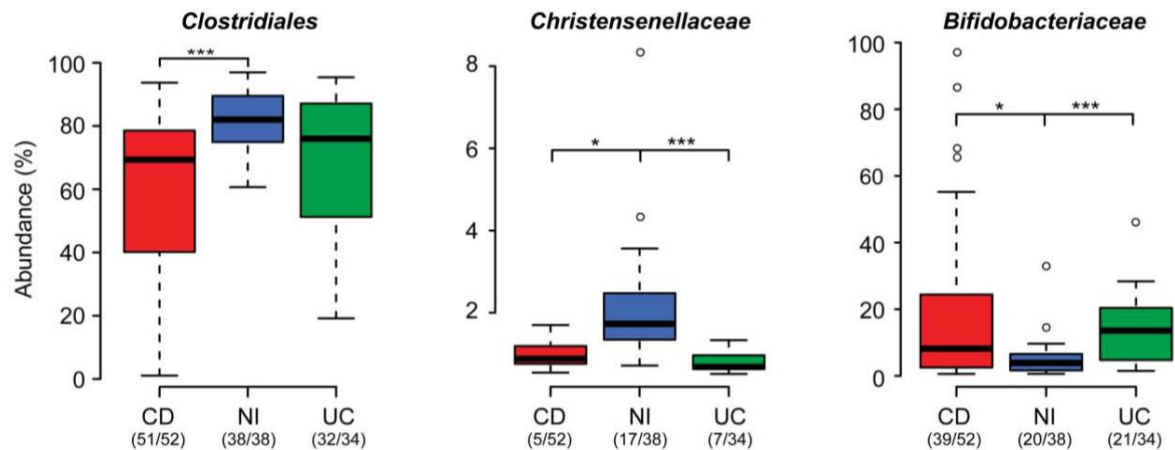 Clostridiales
Christensenellaceae
Bifidobacteriaceae
Abundance (%)
100
80
60
40
20
0
***
CD
NI
UC
(51/52)
(38/38)
(32/34)
8
6
4
2
*
***
CD
NI
UC
(5/52)
(17/38)
(7/34)
100
80
60
40
20
0
*
***
CD
NI
UC
(39/52)
(20/38)
(21/34)